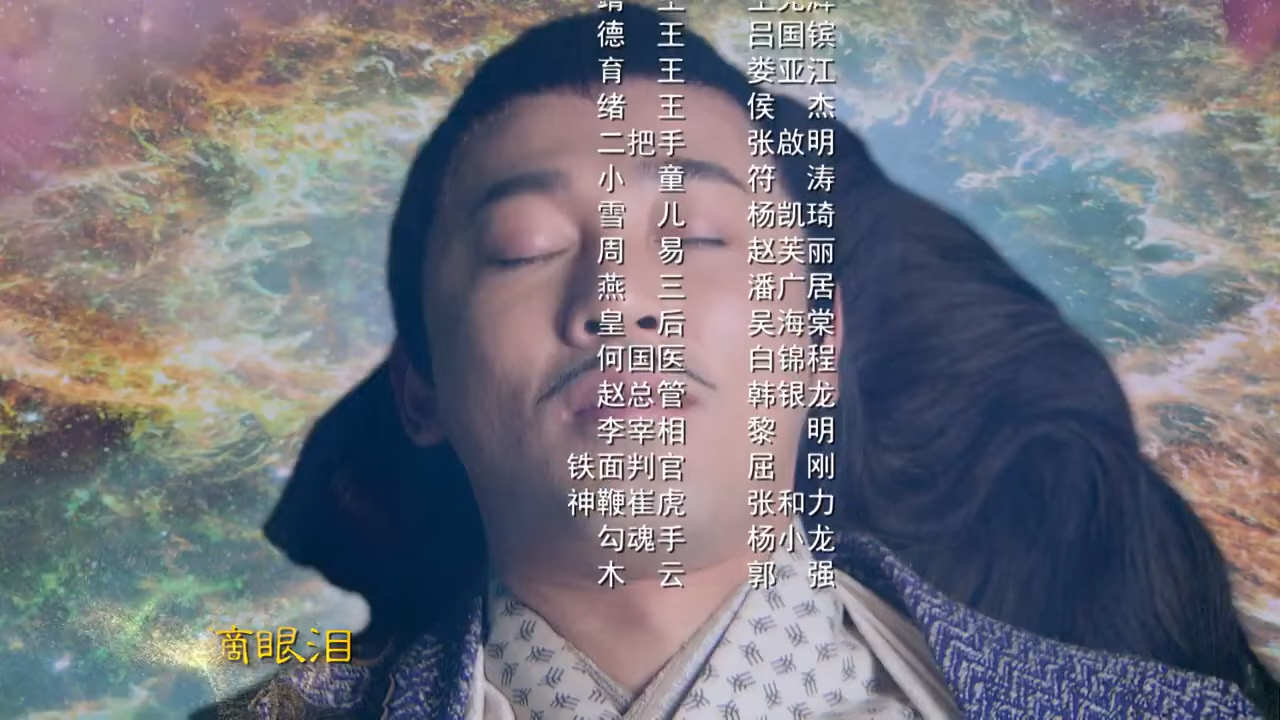 德王 吕国镔
育王 娄亚江
绪王 侯杰
二把手 张啟明
小童 符涛
雪儿 杨凯琦
周易 赵芙丽
燕三 潘广居
皇后 吴海棠
何国医 白锦程
赵总管 韩银龙
李宰相 黎明
铁面判官 屈刚
神鞭崔虎 张和力
勾魂手 杨小龙
木云 郭强
眼泪